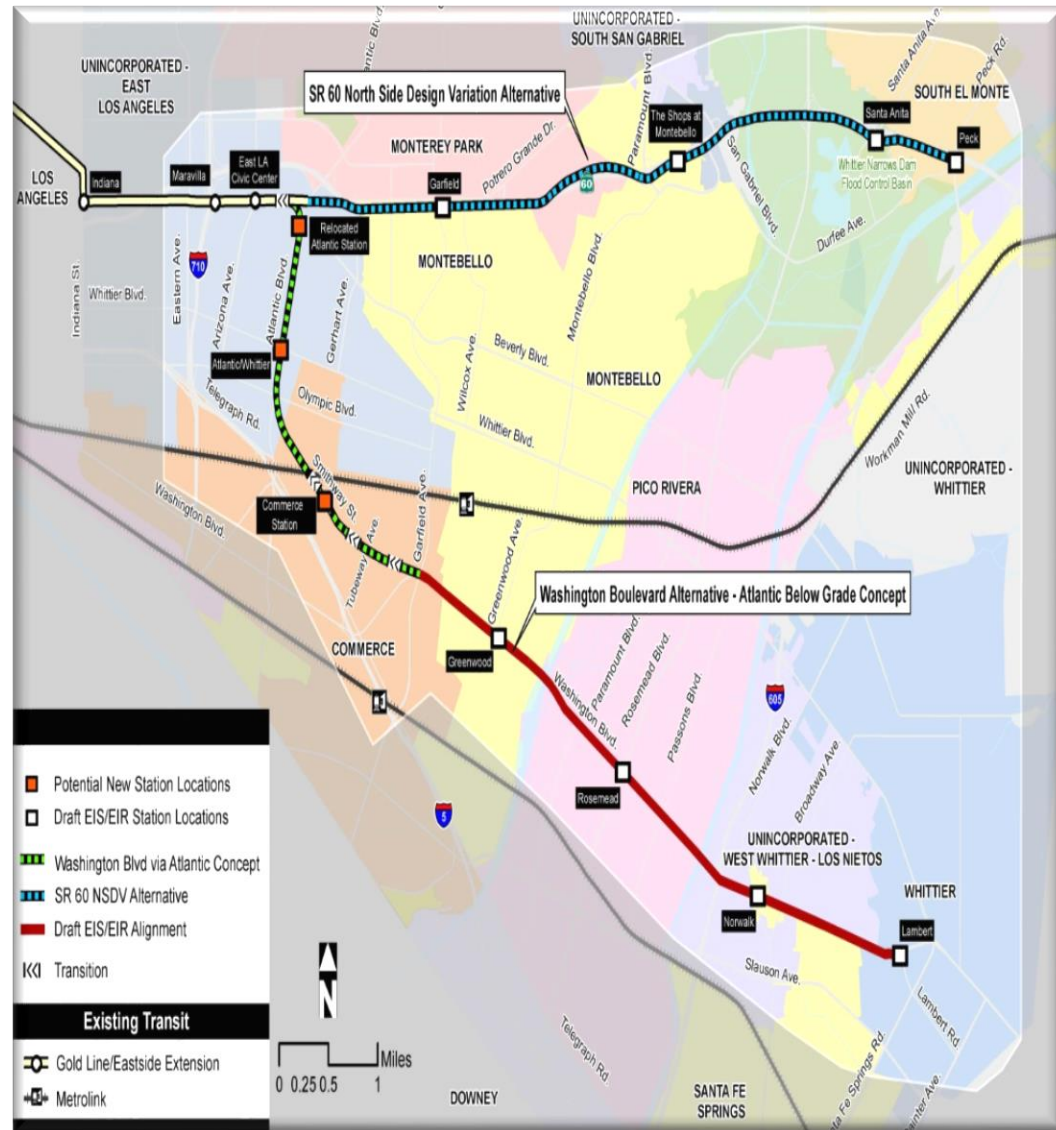 UNINCORPORATED -
SOUTH SAN GABRIEL
UNINCORPORATED -
EAST
LOS ANGELES
SR 60 North Side Design Variation Alternative
Paramount Blvd.
Santa Anita Ave.
Peck Rd.
SOUTH EL MONTE
MONTEREY PARK
Potrero Grande Dr.
The Shops at
Montebello
Santa Anita
Peck
LOS
ANGELES
Indiana
Maravilla
East LA
Civic Center
Garfield
60
San Gabriel Blvd.
Whitter Narrows Dam
Flood Control Basin
Durfee Ave.
Relocated
Atlantic Station
MONTEBELLO
710
Indiana St.
Whittier Blvd.
Eastern Ave.
Arizona Ave.
Atlantic Blvd.
Gerhart Ave.
Montebello Blvd.
Wilcox Ave.
Beverly Blvd.
MONTEBELLO
Atlantic/Whittier
Telegraph Rd.
Olympic Blvd.
Whittier Blvd.
Workman Mill Rd.
UNINCORPORATED -
WHITTIER
PICO RIVERA
Washington Blvd.
Smithway St.
Commerce
Station
Tubeway Ave.
Garfield Ave.
Greenwood Ave.
Washington Boulevard Alternative - Atlantic Below Grade Concept
COMMERCE
Greenwood
Washington Blvd.
Paramount Blvd.
Rosemead Blvd.
Passons Blvd.
605
Norwalk Blvd.
Broadway Ave.
Rosemead
5
UNINCORPORATED -
WEST WHITTIER - LOS NIETOS
WHITTIER
Norwalk
Lambert
Slauson Ave.
Lambert Rd.
Telegraph Rd.
DOWNEY
SANTA FE
SPRINGS
Potential New Station Locations
Draft EIS/EIR Station Locations
Washington Blvd via Atlantic Concept
SR 60 NSDV Alternative
Draft EIS/EIR Alignment
Transition
Existing Transit
Gold Line/Eastside Extension
Metrolink
N
Miles
0 0.25 0.5 1